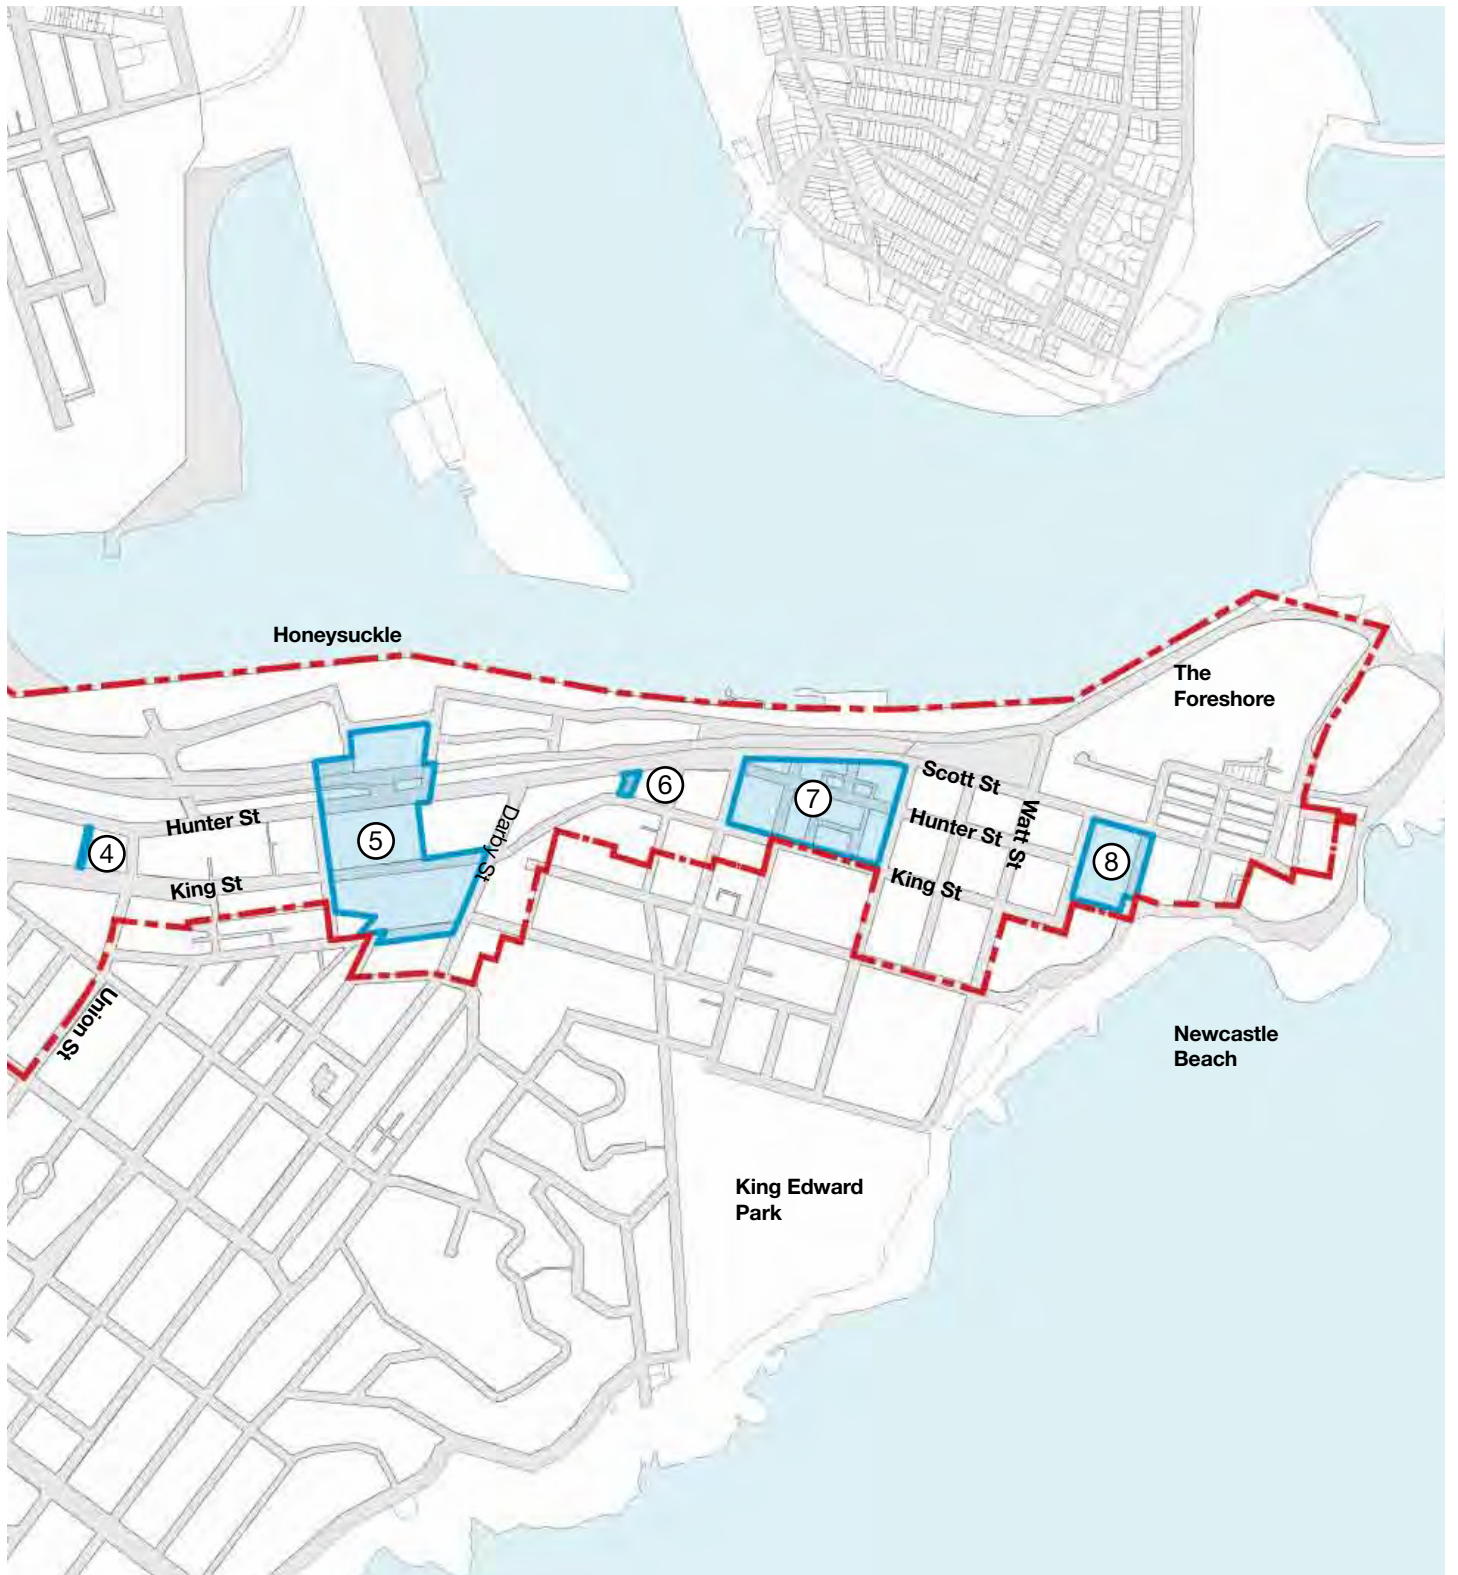 Honeysuckle
The
Foreshore
Scott St
Hunter St
Watt St
Hunter St
Darby St
King St
King St
4
5
6
7
8
Union St
Newcastle
Beach
King Edward
Park